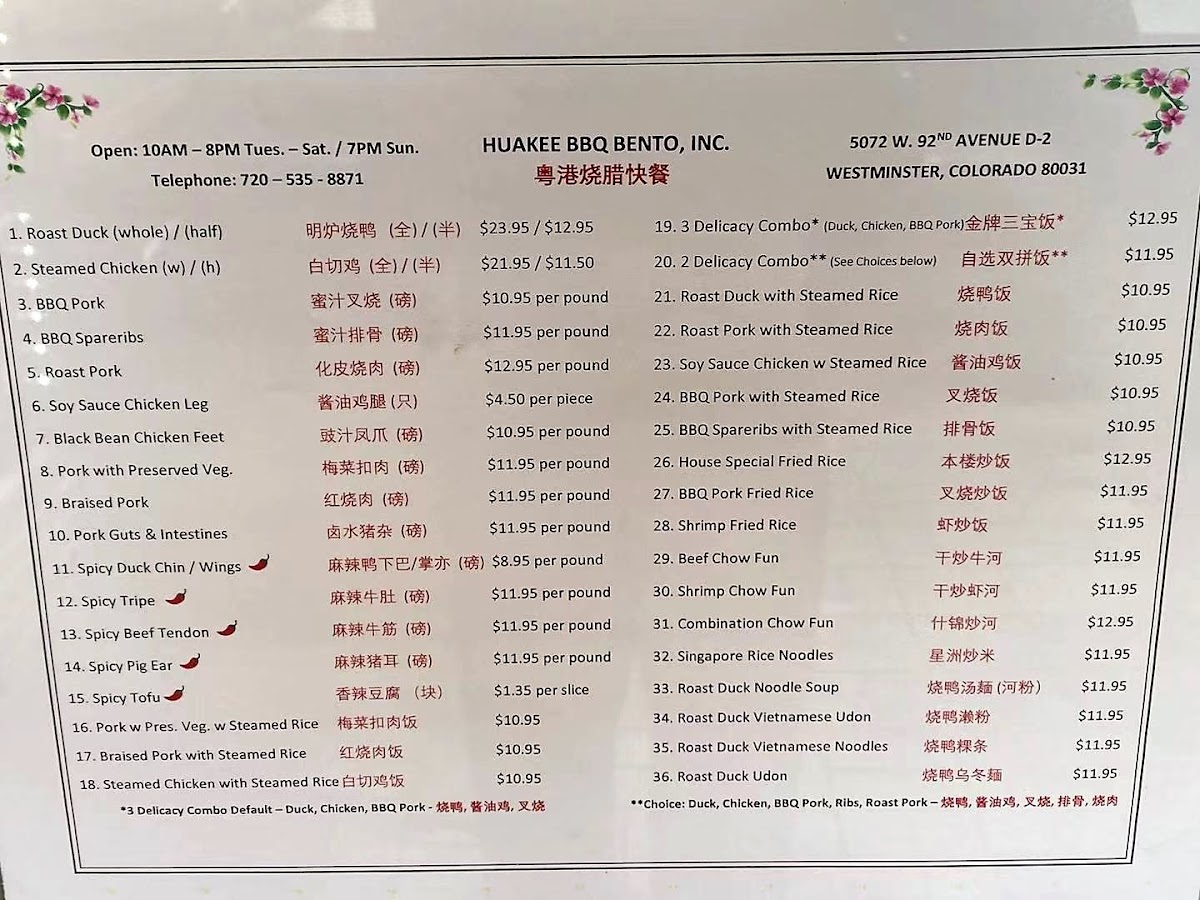 Open: 10AM – 8PM Tues. – Sat. / 7PM Sun.
Telephone: 720 – 535 - 8871
HUAKEE BBQ BENTO, INC.
粤港烧腊快餐
5072 W. 92ND AVENUE D-2
WESTMINSTER, COLORADO 80031
1. Roast Duck (whole) / (half) 明炉烧鸭 (全) / (半) $23.95 / $12.95
2. Steamed Chicken (w) / (h) 白切鸡 (全) / (半) $21.95 / $11.50
3. BBQ Pork 蜜汁叉烧 (磅) $10.95 per pound
4. BBQ Spareribs 蜜汁排骨 (磅) $11.95 per pound
5. Roast Pork 化皮烧肉 (磅) $12.95 per pound
6. Soy Sauce Chicken Leg 酱油鸡腿 (只) $4.50 per piece
7. Black Bean Chicken Feet 豉汁凤爪 (磅) $10.95 per pound
8. Pork with Preserved Veg. 梅菜扣肉 (磅) $11.95 per pound
9. Braised Pork 红烧肉 (磅) $11.95 per pound
10. Pork Guts & Intestines 卤水猪杂 (磅) $11.95 per pound
11. Spicy Duck Chin / Wings 麻辣鸭下巴/掌亦 (磅) $8.95 per pound
12. Spicy Tripe 麻辣牛肚 (磅) $11.95 per pound
13. Spicy Beef Tendon 麻辣牛筋 (磅) $11.95 per pound
14. Spicy Pig Ear 麻辣猪耳 (磅) $11.95 per pound
15. Spicy Tofu 香辣豆腐 （块） $1.35 per slice
16. Pork w Pres. Veg. w Steamed Rice 梅菜扣肉饭 $10.95
17. Braised Pork with Steamed Rice 红烧肉饭 $10.95
18. Steamed Chicken with Steamed Rice 白切鸡饭 $10.95
*3 Delicacy Combo Default – Duck, Chicken, BBQ Pork - 烧鸭, 酱油鸡, 叉烧
19. 3 Delicacy Combo* (Duck, Chicken, BBQ Pork) 金牌三宝饭* $12.95
20. 2 Delicacy Combo** (See Choices below) 自选双拼饭** $11.95
21. Roast Duck with Steamed Rice 烧鸭饭 $10.95
22. Roast Pork with Steamed Rice 烧肉饭 $10.95
23. Soy Sauce Chicken w Steamed Rice 酱油鸡饭 $10.95
24. BBQ Pork with Steamed Rice 叉烧饭 $10.95
25. BBQ Spareribs with Steamed Rice 排骨饭 $10.95
26. House Special Fried Rice 本楼炒饭 $12.95
27. BBQ Pork Fried Rice 叉烧炒饭 $11.95
28. Shrimp Fried Rice 虾炒饭 $11.95
29. Beef Chow Fun 干炒牛河 $11.95
30. Shrimp Chow Fun 干炒虾河 $11.95
31. Combination Chow Fun 什锦炒河 $12.95
32. Singapore Rice Noodles 星洲炒米 $11.95
33. Roast Duck Noodle Soup 烧鸭汤麺 (河粉) $11.95
34. Roast Duck Vietnamese Udon 烧鸭濑粉 $11.95
35. Roast Duck Vietnamese Noodles 烧鸭粿条 $11.95
36. Roast Duck Udon 烧鸭乌冬麺 $11.95
**Choice: Duck, Chicken, BBQ Pork, Ribs, Roast Pork – 烧鸭, 酱油鸡, 叉烧, 排骨, 烧肉